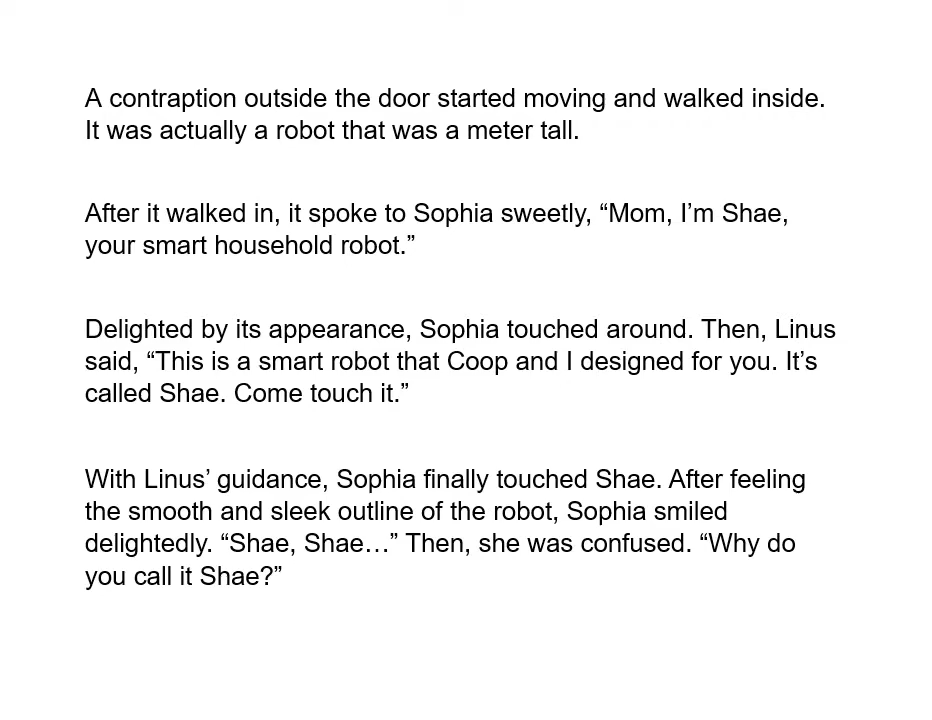 A contraption outside the door started moving and walked inside.
It was actually a robot that was a meter tall.
After it walked in, it spoke to Sophia sweetly, “Mom, I’m Shae,
your smart household robot.”
Delighted by its appearance, Sophia touched around. Then, Linus
said, “This is a smart robot that Coop and I designed for you. It’s
called Shae. Come touch it.”
With Linus’ guidance, Sophia finally touched Shae. After feeling
the smooth and sleek outline of the robot, Sophia smiled
delightedly. “Shae, Shae…” Then, she was confused. “Why do
you call it Shae?”